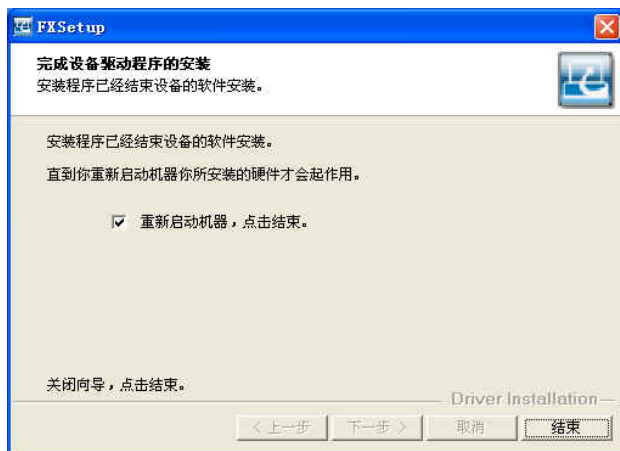 FXSetup
完成设备驱动程序的安装
安装程序已经结束设备的软件安装。
安装程序已经结束设备的软件安装。
直到你重新启动机器你所安装的硬件才会起作用。
重新启动机器，点击结束。
关闭向导，点击结束。
Driver Installation
< 上一步 下一步 > 取消 结束